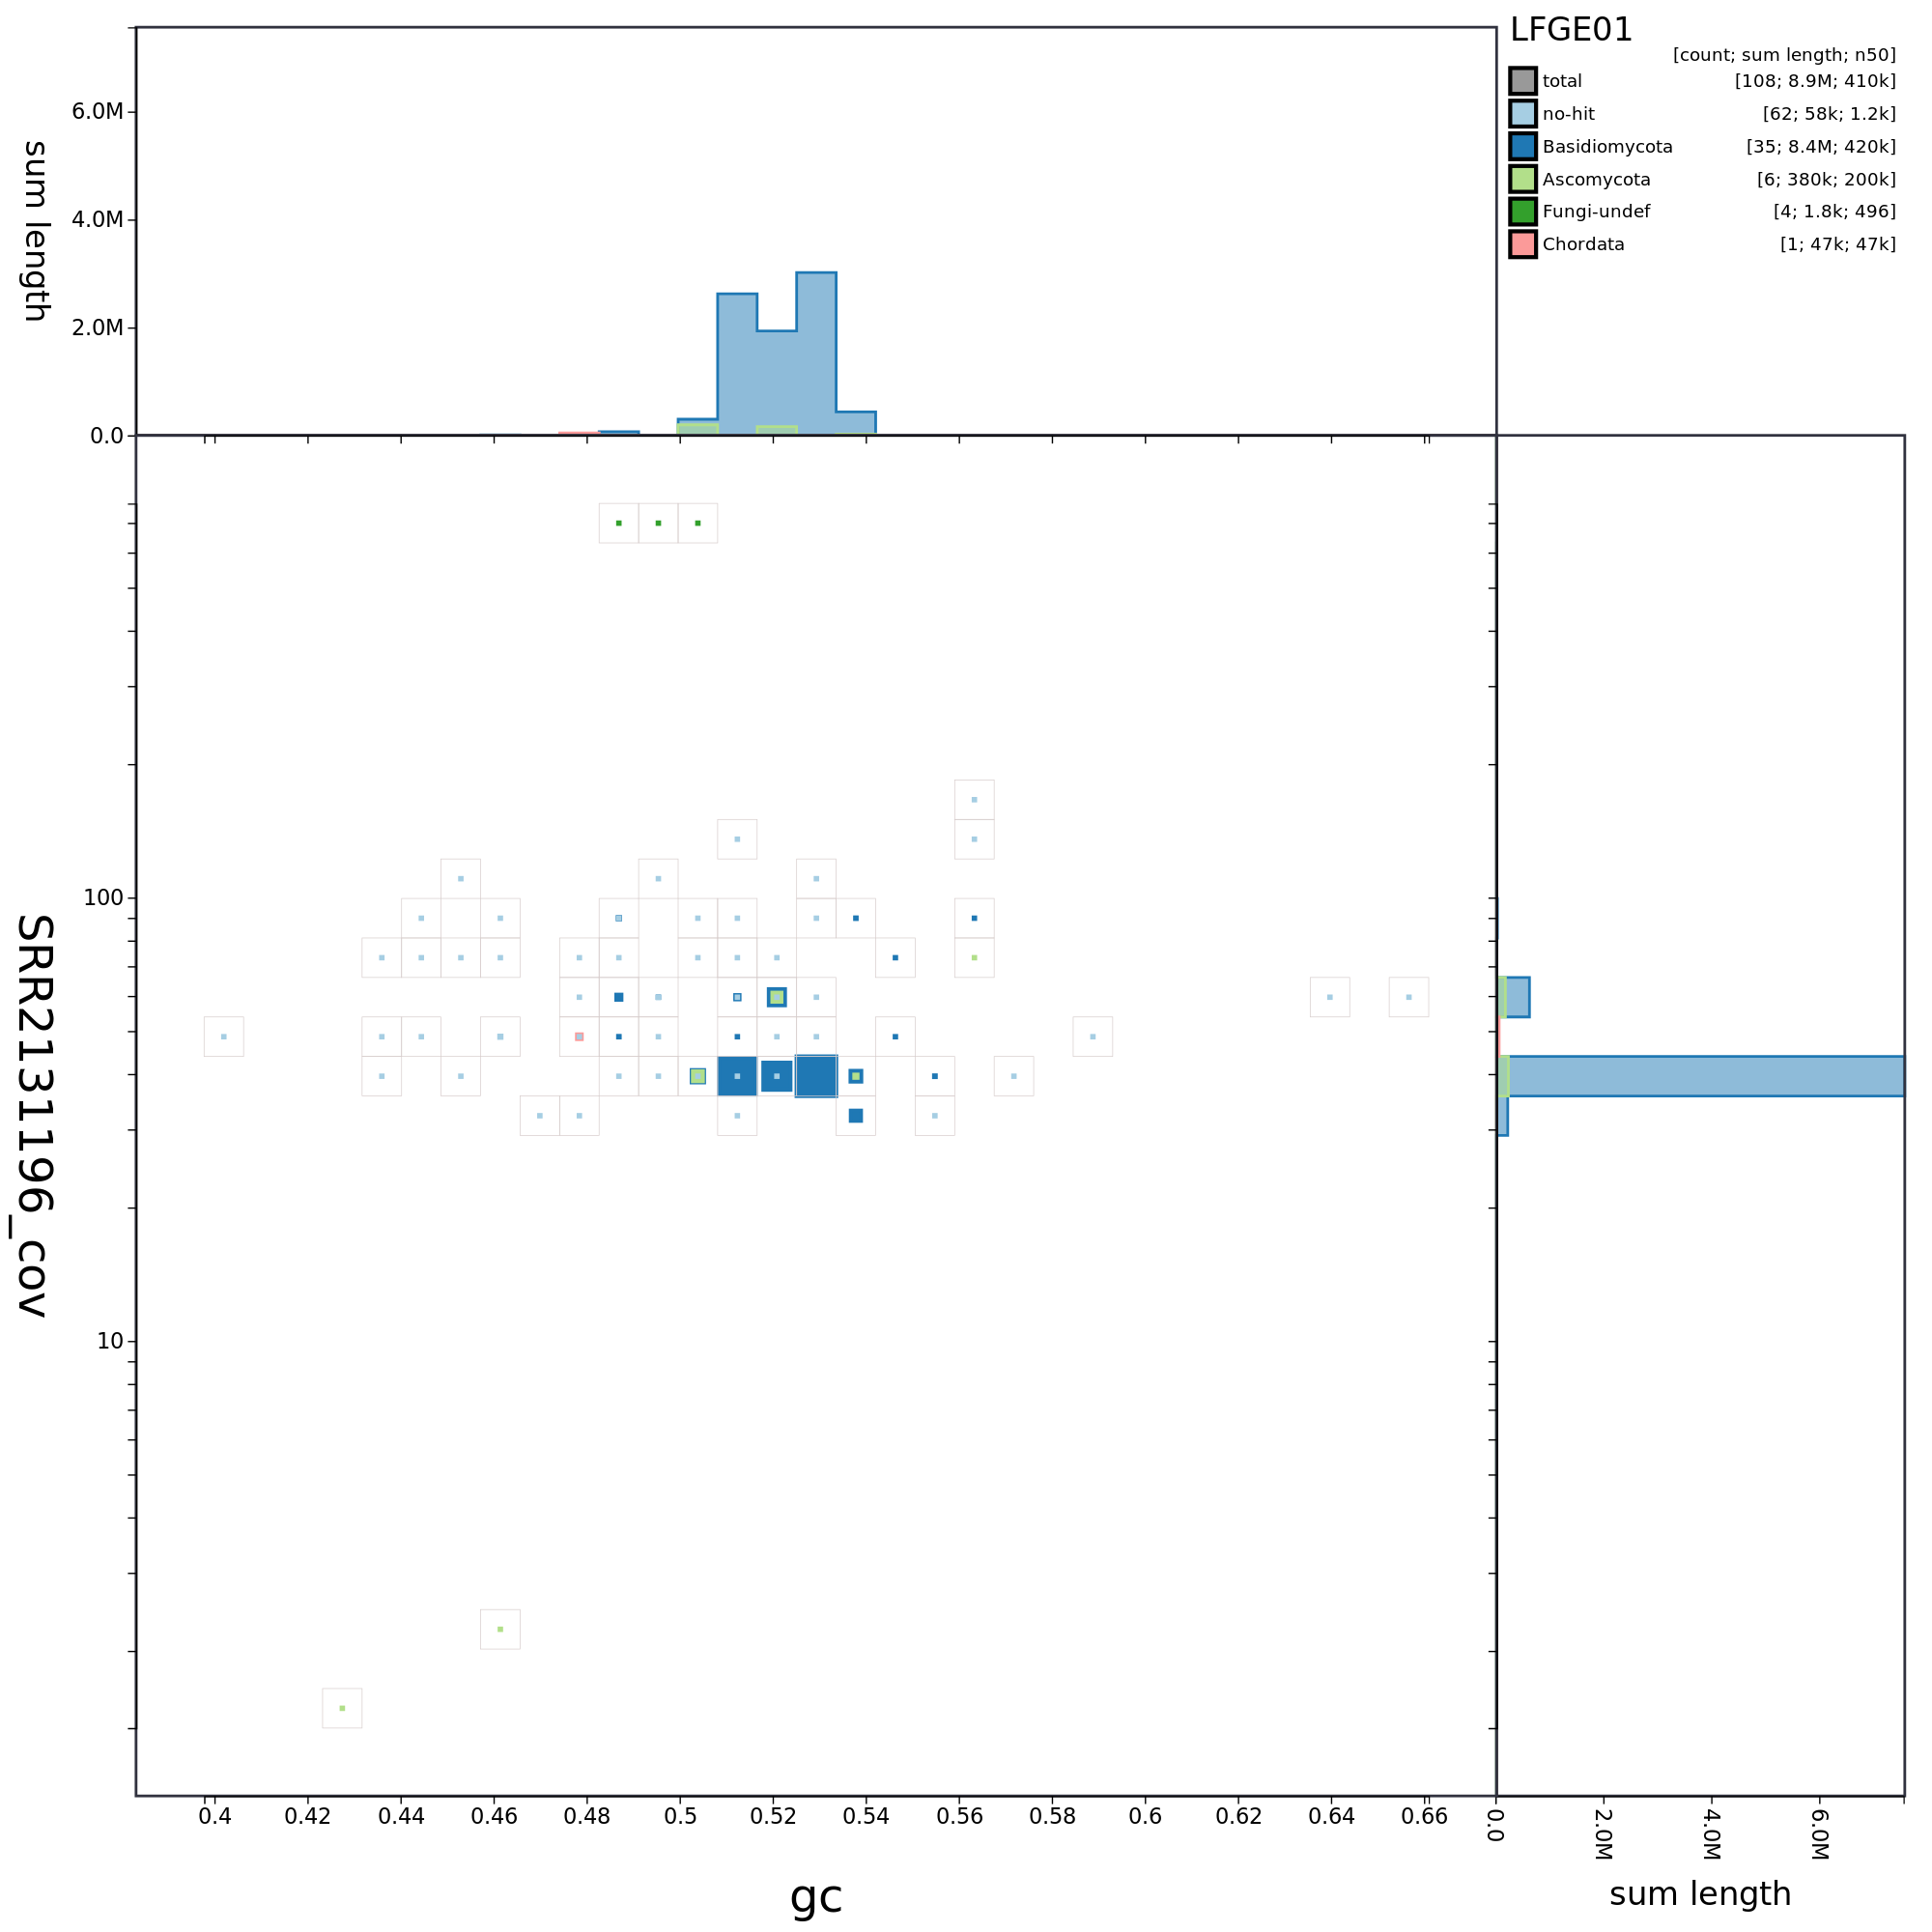 LFGE01
[count; sum length; n50]
total [108; 8.9M; 410k]
no-hit [62; 58k; 1.2k]
Basidiomycota [35; 8.4M; 420k]
Ascomycota [6; 380k; 200k]
Fungi-undef [4; 1.8k; 496]
Chordata [1; 47k; 47k]
sum length
6.0M
4.0M
2.0M
0.0
SRR2131196_cov
100
10
0.4 0.42 0.44 0.46 0.48 0.5 0.52 0.54 0.56 0.58 0.6 0.62 0.64 0.66
gc
0.0 2.0M 4.0M 6.0M
sum length